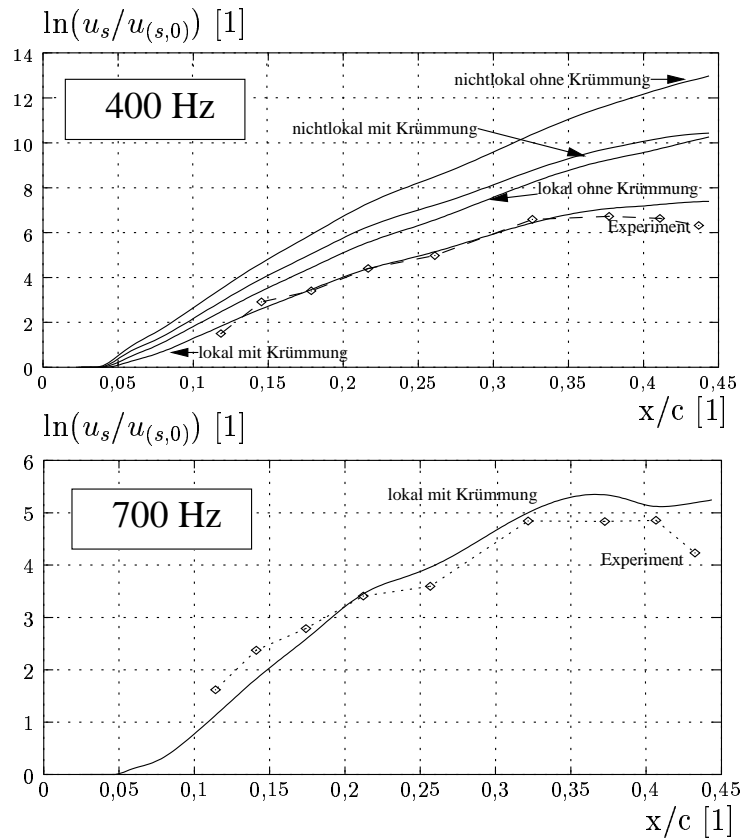 ln(u_s/u_(s,0)) [1]
14
12
10
8
6
4
2
0
400 Hz
nichtlokal ohne Krümmung
nichtlokal mit Krümmung
lokal ohne Krümmung
Experiment
lokal mit Krümmung
0 0,05 0,1 0,15 0,2 0,25 0,3 0,35 0,4 0,45
x/c [1]
ln(u_s/u_(s,0)) [1]
6
5
4
3
2
1
0
700 Hz
lokal mit Krümmung
Experiment
0 0,05 0,1 0,15 0,2 0,25 0,3 0,35 0,4 0,45
x/c [1]